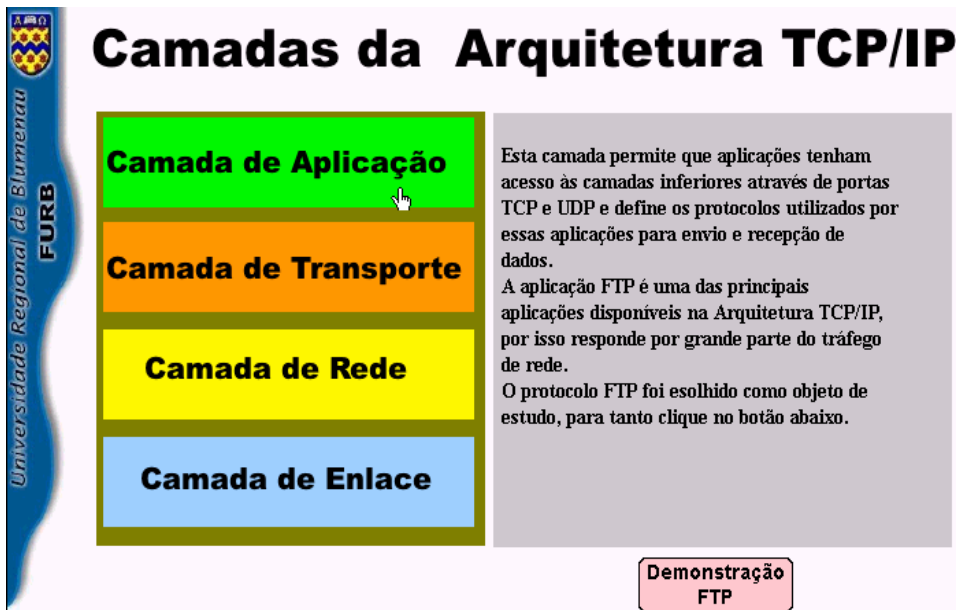 Camadas da Arquitetura TCP/IP
Universidade Regional de Blumenau
FURB
Camada de Aplicação
Camada de Transporte
Camada de Rede
Camada de Enlace
Esta camada permite que aplicações tenham
acesso às camadas inferiores através de portas
TCP e UDP e define os protocolos utilizados por
essas aplicações para envio e recepção de
dados.
A aplicação FTP é uma das principais
aplicações disponíveis na Arquitetura TCP/IP,
por isso responde por grande parte do tráfego
de rede.
O protocolo FTP foi esolhido como objeto de
estudo, para tanto clique no botão abaixo.
Demonstração
FTP